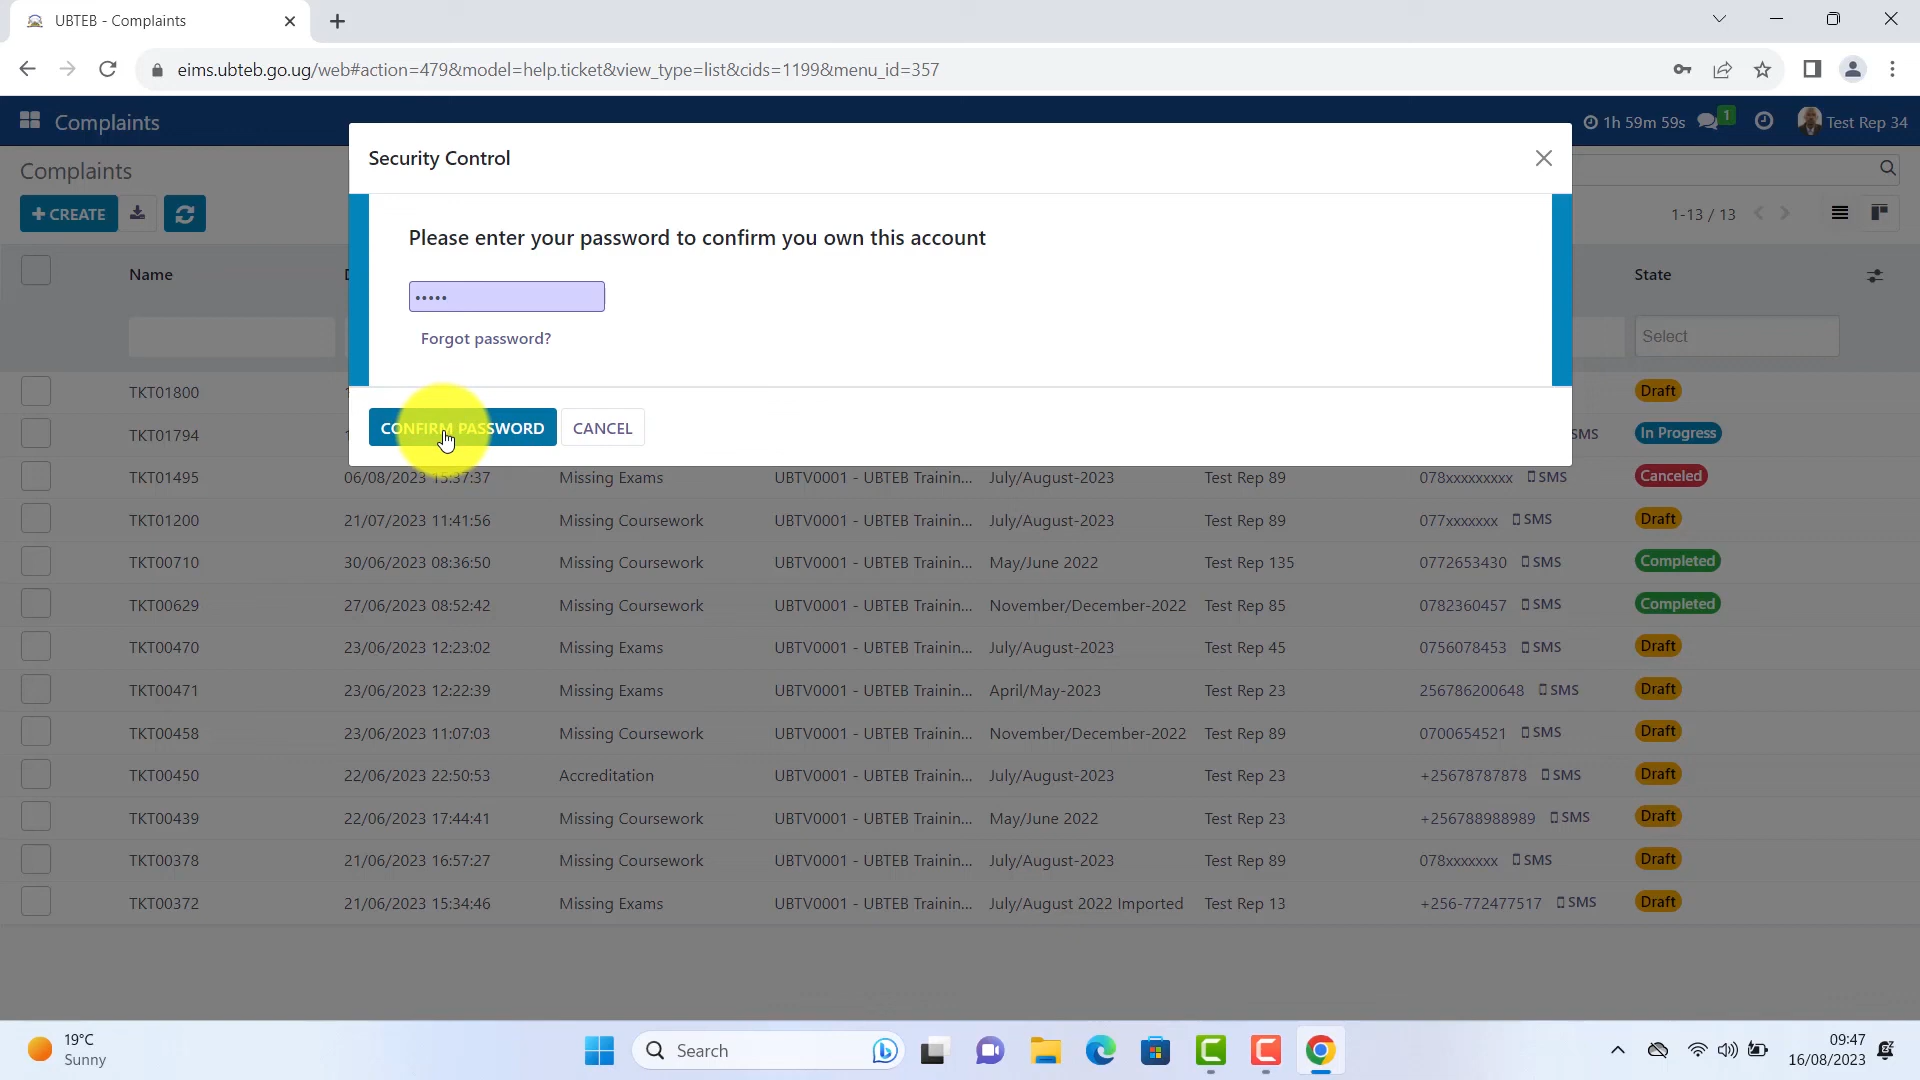 UBTEB - Complaints
eims.ubteb.go.ug/web#action=479&model=help.ticket&view_type=list&cids=1199&menu_id=357
Complaints
1h 59m 59s
1
Test Rep 34
Security Control
Complaints
CREATE
1-13 / 13
Please enter your password to confirm you own this account
Name
State
Forgot password?
Select
TKT01800
Draft
CONFIRM PASSWORD
CANCEL
TKT01794
SMS
In Progress
TKT01495 06/08/2023 15:37:37 Missing Exams UBTV0001 - UBTEB Trainin... July/August-2023 Test Rep 89 078xxxxxxxxx SMS Canceled
TKT01200 21/07/2023 11:41:56 Missing Coursework UBTV0001 - UBTEB Trainin... July/August-2023 Test Rep 89 077xxxxxxx SMS Draft
TKT00710 30/06/2023 08:36:50 Missing Coursework UBTV0001 - UBTEB Trainin... May/June 2022 Test Rep 135 0772653430 SMS Completed
TKT00629 27/06/2023 08:52:42 Missing Coursework UBTV0001 - UBTEB Trainin... November/December-2022 Test Rep 85 0782360457 SMS Completed
TKT00470 23/06/2023 12:23:02 Missing Exams UBTV0001 - UBTEB Trainin... July/August-2023 Test Rep 45 0756078453 SMS Draft
TKT00471 23/06/2023 12:22:39 Missing Exams UBTV0001 - UBTEB Trainin... April/May-2023 Test Rep 23 256786200648 SMS Draft
TKT00458 23/06/2023 11:07:03 Missing Coursework UBTV0001 - UBTEB Trainin... November/December-2022 Test Rep 89 0700654521 SMS Draft
TKT00450 22/06/2023 22:50:53 Accreditation UBTV0001 - UBTEB Trainin... July/August-2023 Test Rep 23 +25678787878 SMS Draft
TKT00439 22/06/2023 17:44:41 Missing Coursework UBTV0001 - UBTEB Trainin... May/June 2022 Test Rep 23 +256788988989 SMS Draft
TKT00378 21/06/2023 16:57:27 Missing Coursework UBTV0001 - UBTEB Trainin... July/August-2023 Test Rep 89 078xxxxxxx SMS Draft
TKT00372 21/06/2023 15:34:46 Missing Exams UBTV0001 - UBTEB Trainin... July/August 2022 Imported Test Rep 13 +256-772477517 SMS Draft
19°C
Sunny
Search
09:47
16/08/2023